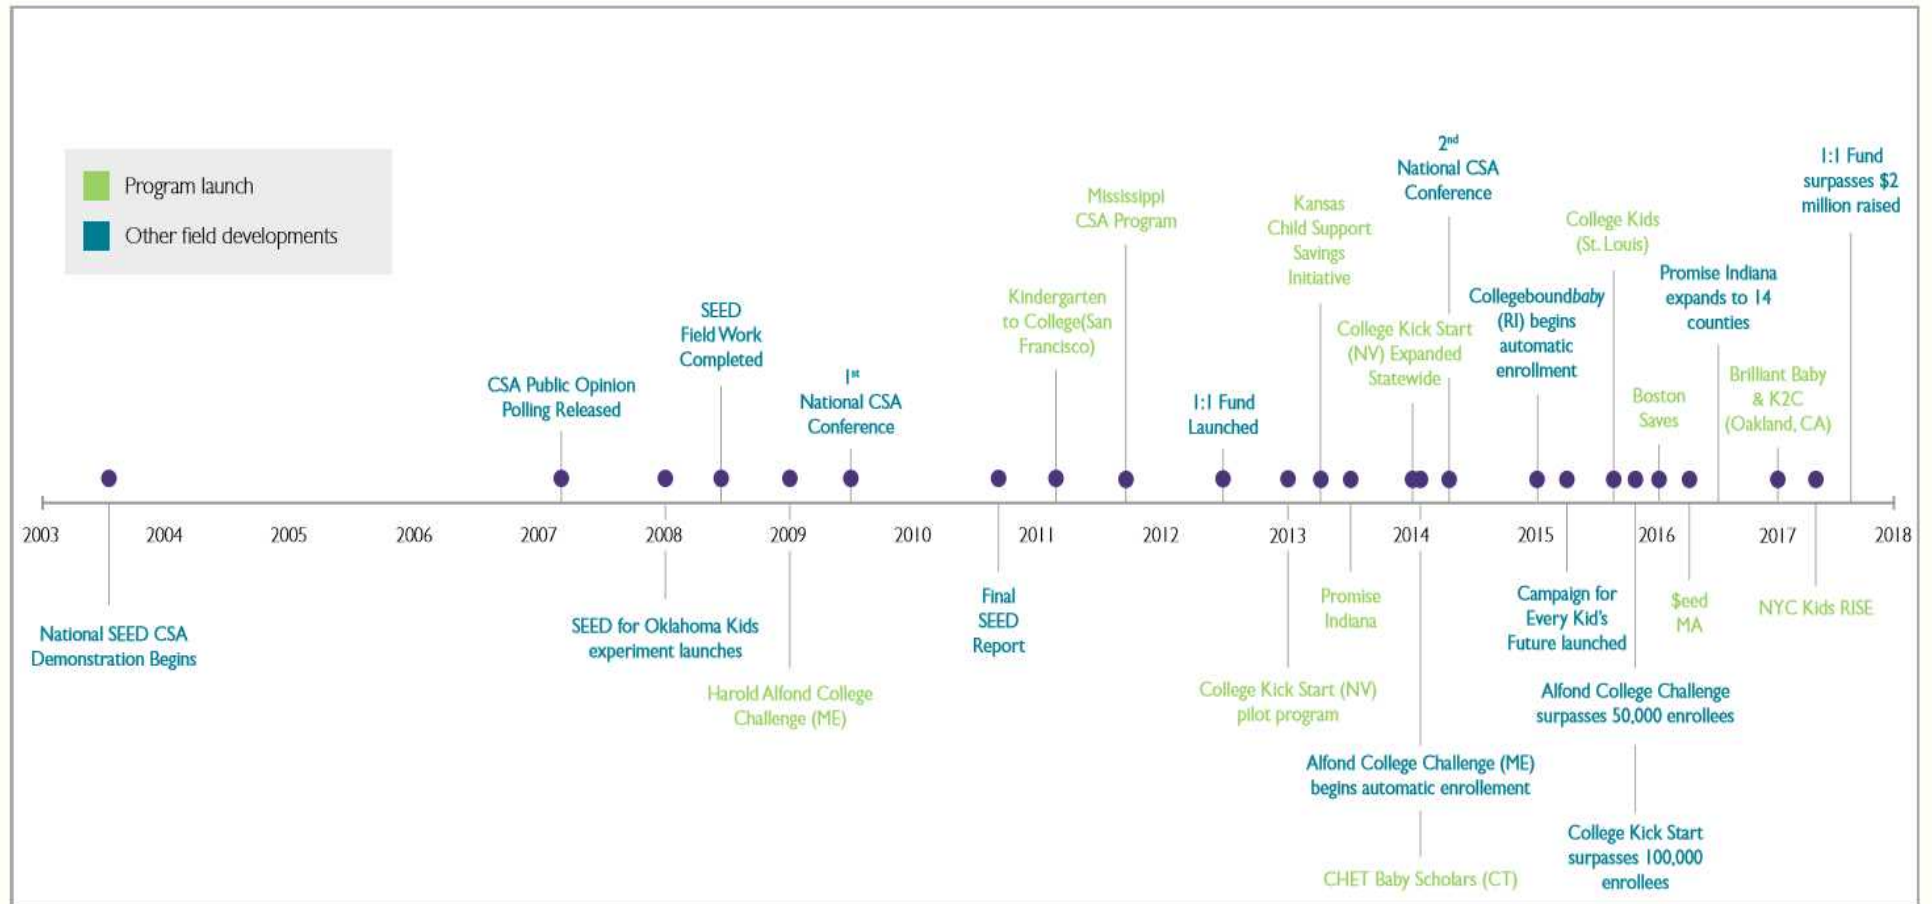 Program launch
Other field developments
CSA Public Opinion
Polling Released
SEED
Field Work
Completed
1st
National CSA
Conference
Kindergarten
to College(San
Francisco)
Mississippi
CSA Program
1:1 Fund
Launched
Kansas
Child Support
Savings
Initiative
College Kick Start
(NV) Expanded
Statewide
2nd
National CSA
Conference
Collegeboundbaby
(RI) begins
automatic
enrollment
College Kids
(St. Louis)
Boston
Saves
Promise Indiana
expands to 14
counties
Brilliant Baby
& K2C
(Oakland, CA)
1:1 Fund
surpasses $2
million raised
2003 2004 2005 2006 2007 2008 2009 2010 2011 2012 2013 2014 2015 2016 2017 2018
National SEED CSA
Demonstration Begins
SEED for Oklahoma Kids
experiment launches
Harold Alfond College
Challenge (ME)
Final
SEED
Report
College Kick Start (NV)
pilot program
Promise
Indiana
Alfond College Challenge (ME)
begins automatic enrollement
CHET Baby Scholars (CT)
Campaign for
Every Kid's
Future launched
Alfond College Challenge
surpasses 50,000 enrollees
College Kick Start
surpasses 100,000
enrollees
$eed
MA
NYC Kids RISE